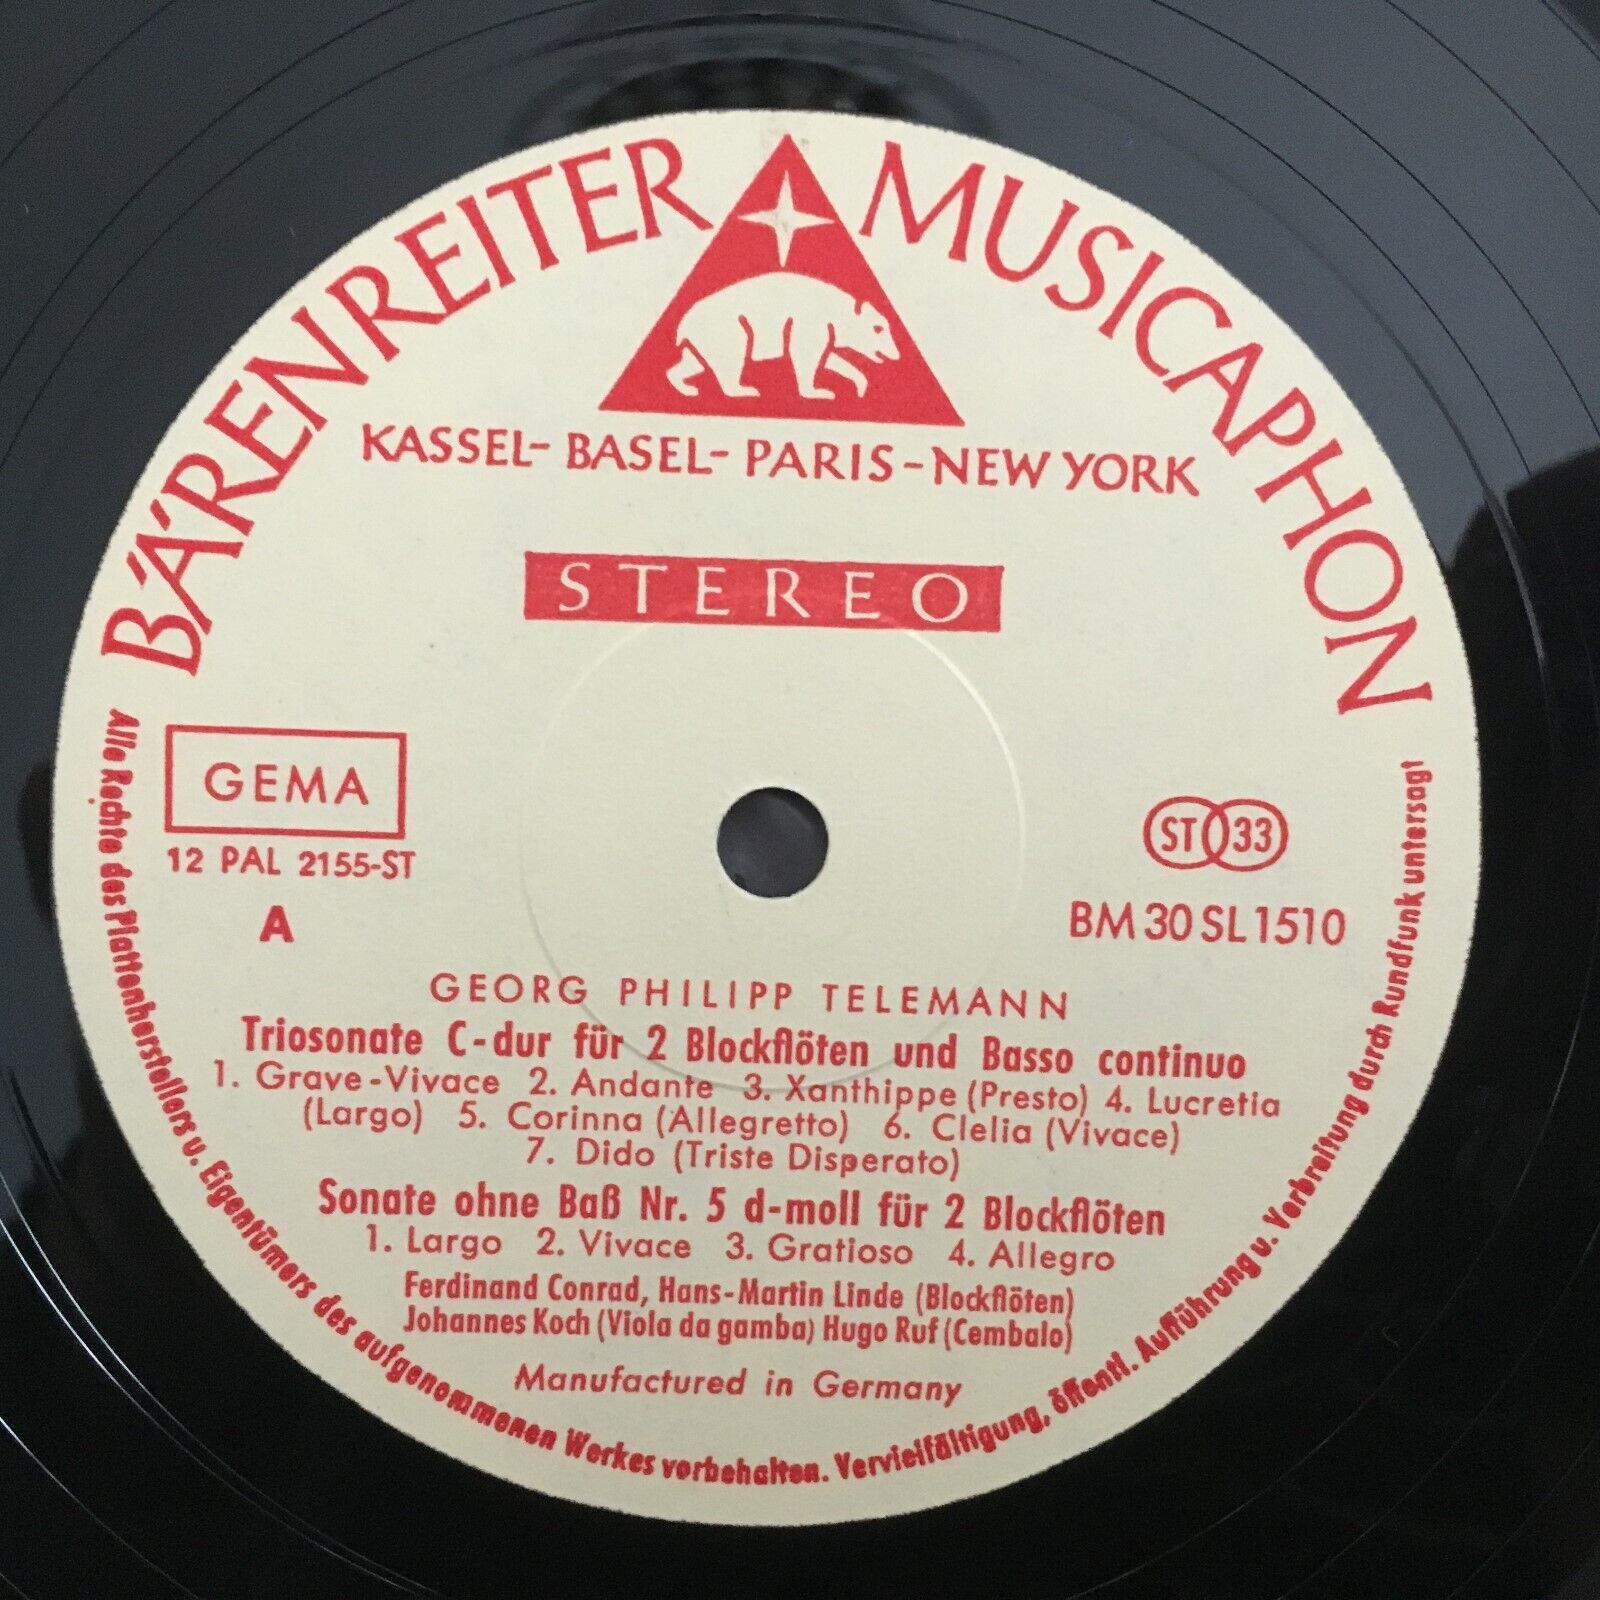 BÄRENREITER MUSICAPHON
KASSEL- BASEL- PARIS - NEW YORK
STEREO
GEMA
12 PAL 2155-ST
A
ST 33
BM 30 SL 1510
GEORG PHILIPP TELEMANN
Triosonate C-dur für 2 Blockflöten und Basso continuo
1. Grave-Vivace 2. Andante 3. Xanthippe (Presto) 4. Lucretia
(Largo) 5. Corinna (Allegretto) 6. Clelia (Vivace)
7. Dido (Triste Disperato)
Sonate ohne Baß Nr. 5 d-moll für 2 Blockflöten
1. Largo 2. Vivace 3. Gratioso 4. Allegro
Ferdinand Conrad, Hans-Martin Linde (Blockflöten)
Johannes Koch (Viola da gamba) Hugo Ruf (Cembalo)
Manufactured in Germany
Alle Rechte des Plattenherstellers u. Eigentümers des aufgenommenen Werkes vorbehalten. Vervielfältigung, öffentl. Aufführung u. Verbreitung durch Rundfunk untersagt